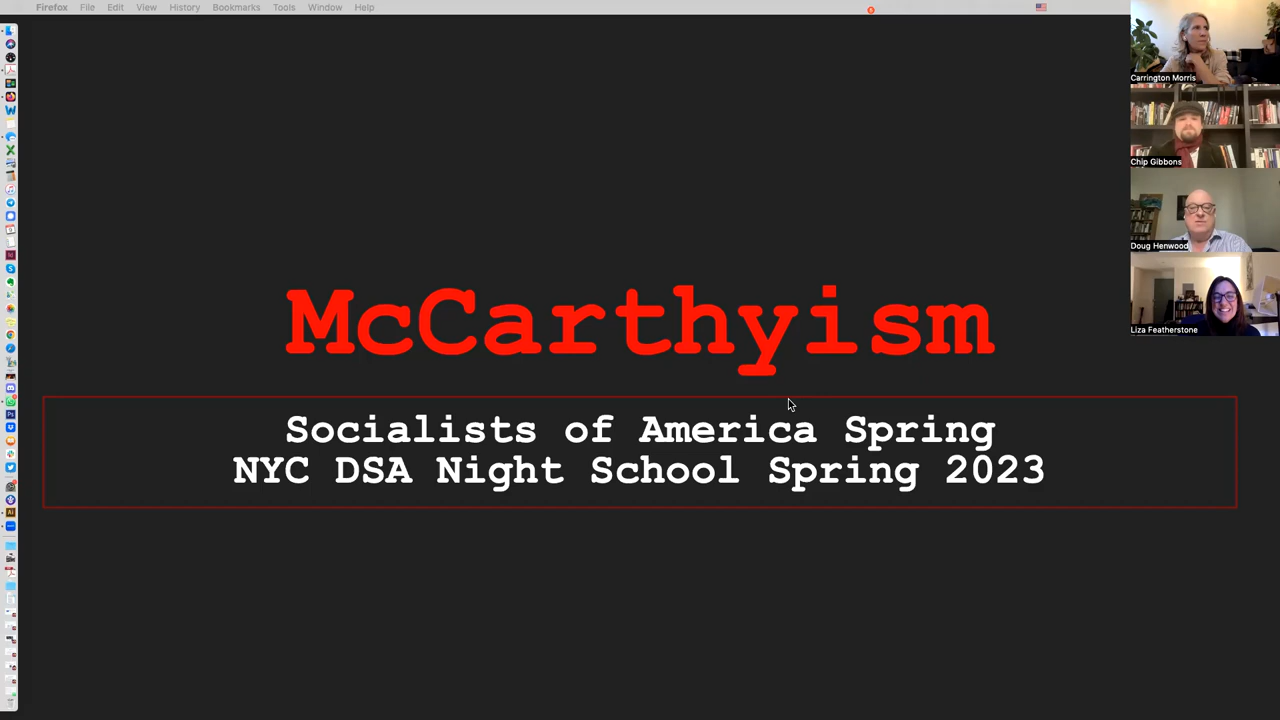 Firefox File Edit View History Bookmarks Tools Window Help
Carrington Morris
Chip Gibbons
Doug Henwood
Liza Featherstone
McCarthyism
Socialists of America Spring
NYC DSA Night School Spring 2023